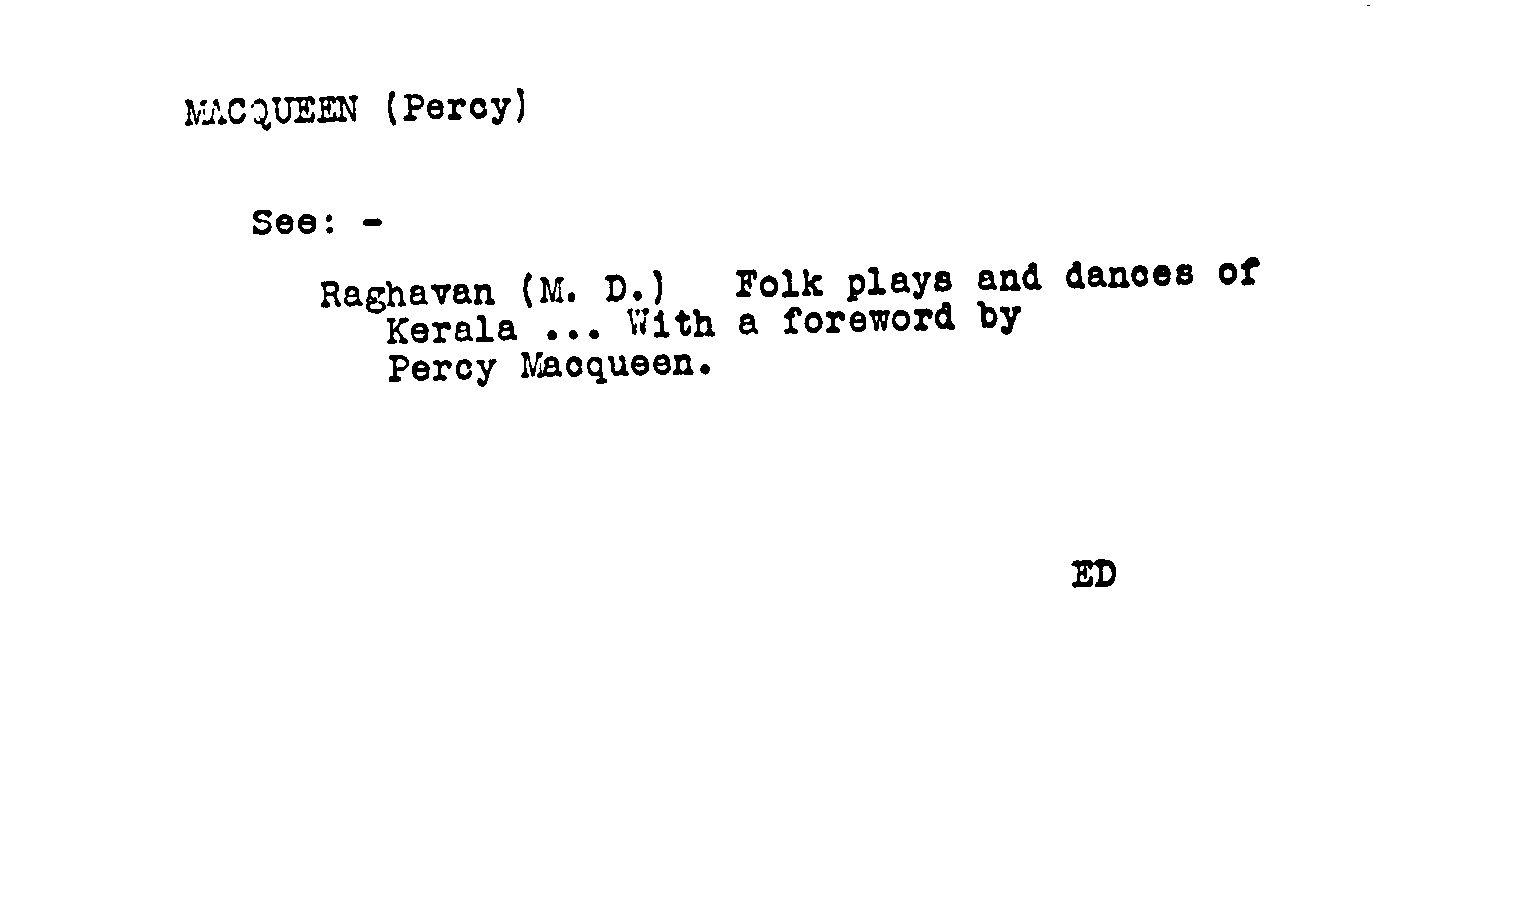 MACQUEEN (Percy)
See: -
Raghavan (M. D.) Folk plays and dances of
Kerala ... With a foreword by
Percy Macqueen.
ED